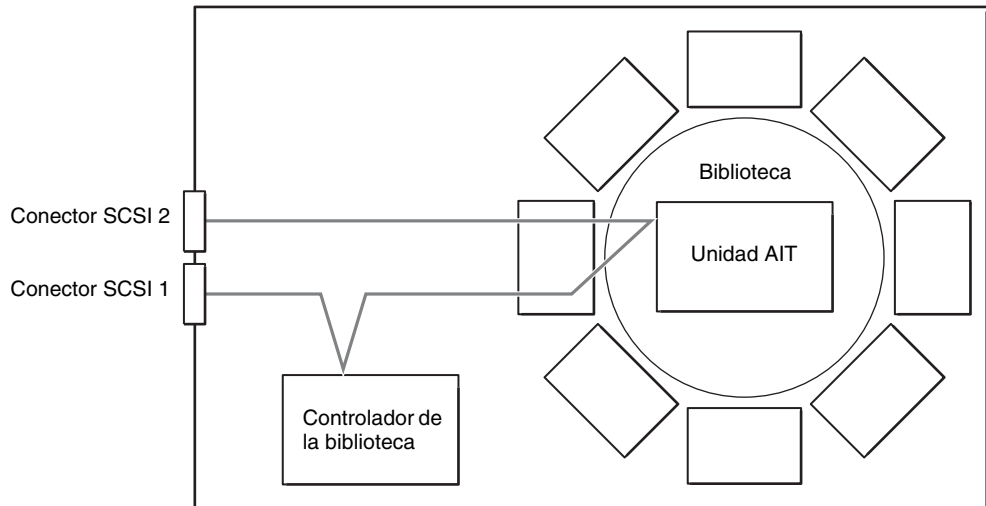 Biblioteca
Conector SCSI 2
Unidad AIT
Conector SCSI 1
Controlador de
la biblioteca